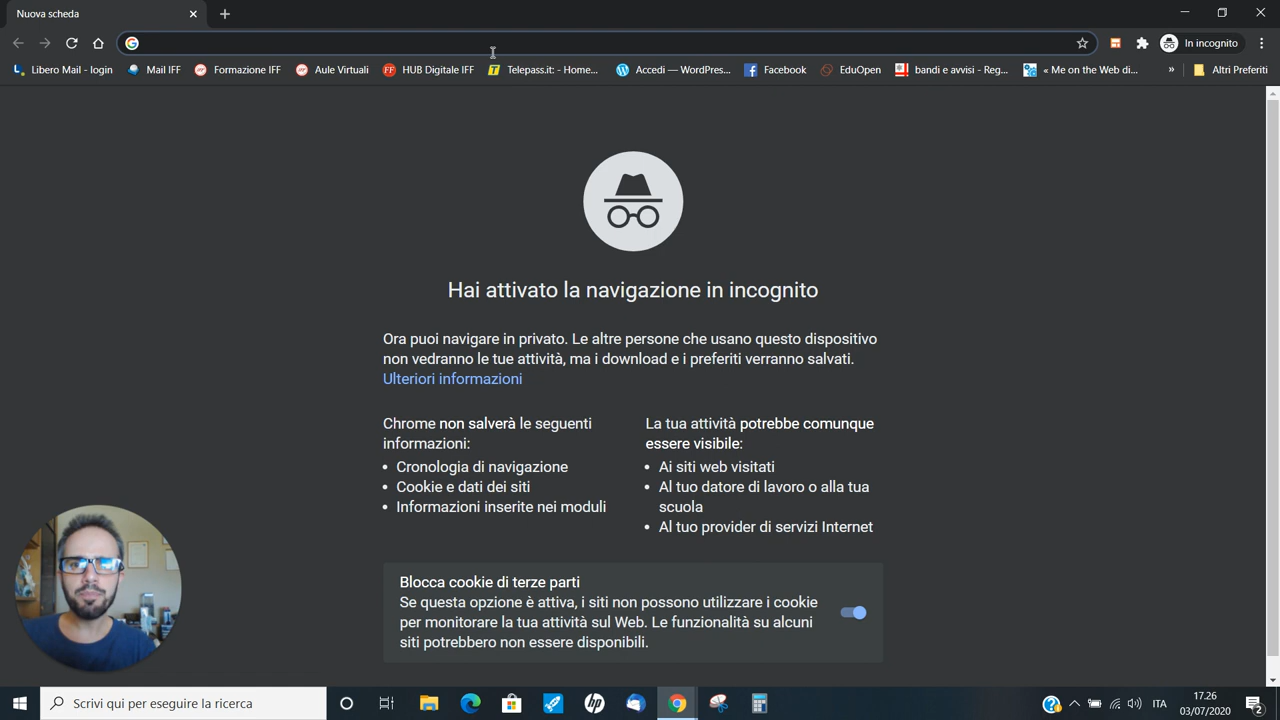 Nuova scheda
In incognito
Libero Mail - login
Mail IFF
Formazione IFF
Aule Virtuali
HUB Digitale IFF
Telepass.it: - Home...
Accedi — WordPres...
Facebook
EduOpen
bandi e avvisi - Reg...
« Me on the Web di...
»
Altri Preferiti
Hai attivato la navigazione in incognito
Ora puoi navigare in privato. Le altre persone che usano questo dispositivo
non vedranno le tue attività, ma i download e i preferiti verranno salvati.
Ulteriori informazioni
Chrome non salverà le seguenti
informazioni:
• Cronologia di navigazione
• Cookie e dati dei siti
• Informazioni inserite nei moduli
La tua attività potrebbe comunque
essere visibile:
• Ai siti web visitati
• Al tuo datore di lavoro o alla tua
scuola
• Al tuo provider di servizi Internet
Blocca cookie di terze parti
Se questa opzione è attiva, i siti non possono utilizzare i cookie
per monitorare la tua attività sul Web. Le funzionalità su alcuni
siti potrebbero non essere disponibili.
Scrivi qui per eseguire la ricerca
ITA
17.26
03/07/2020
2